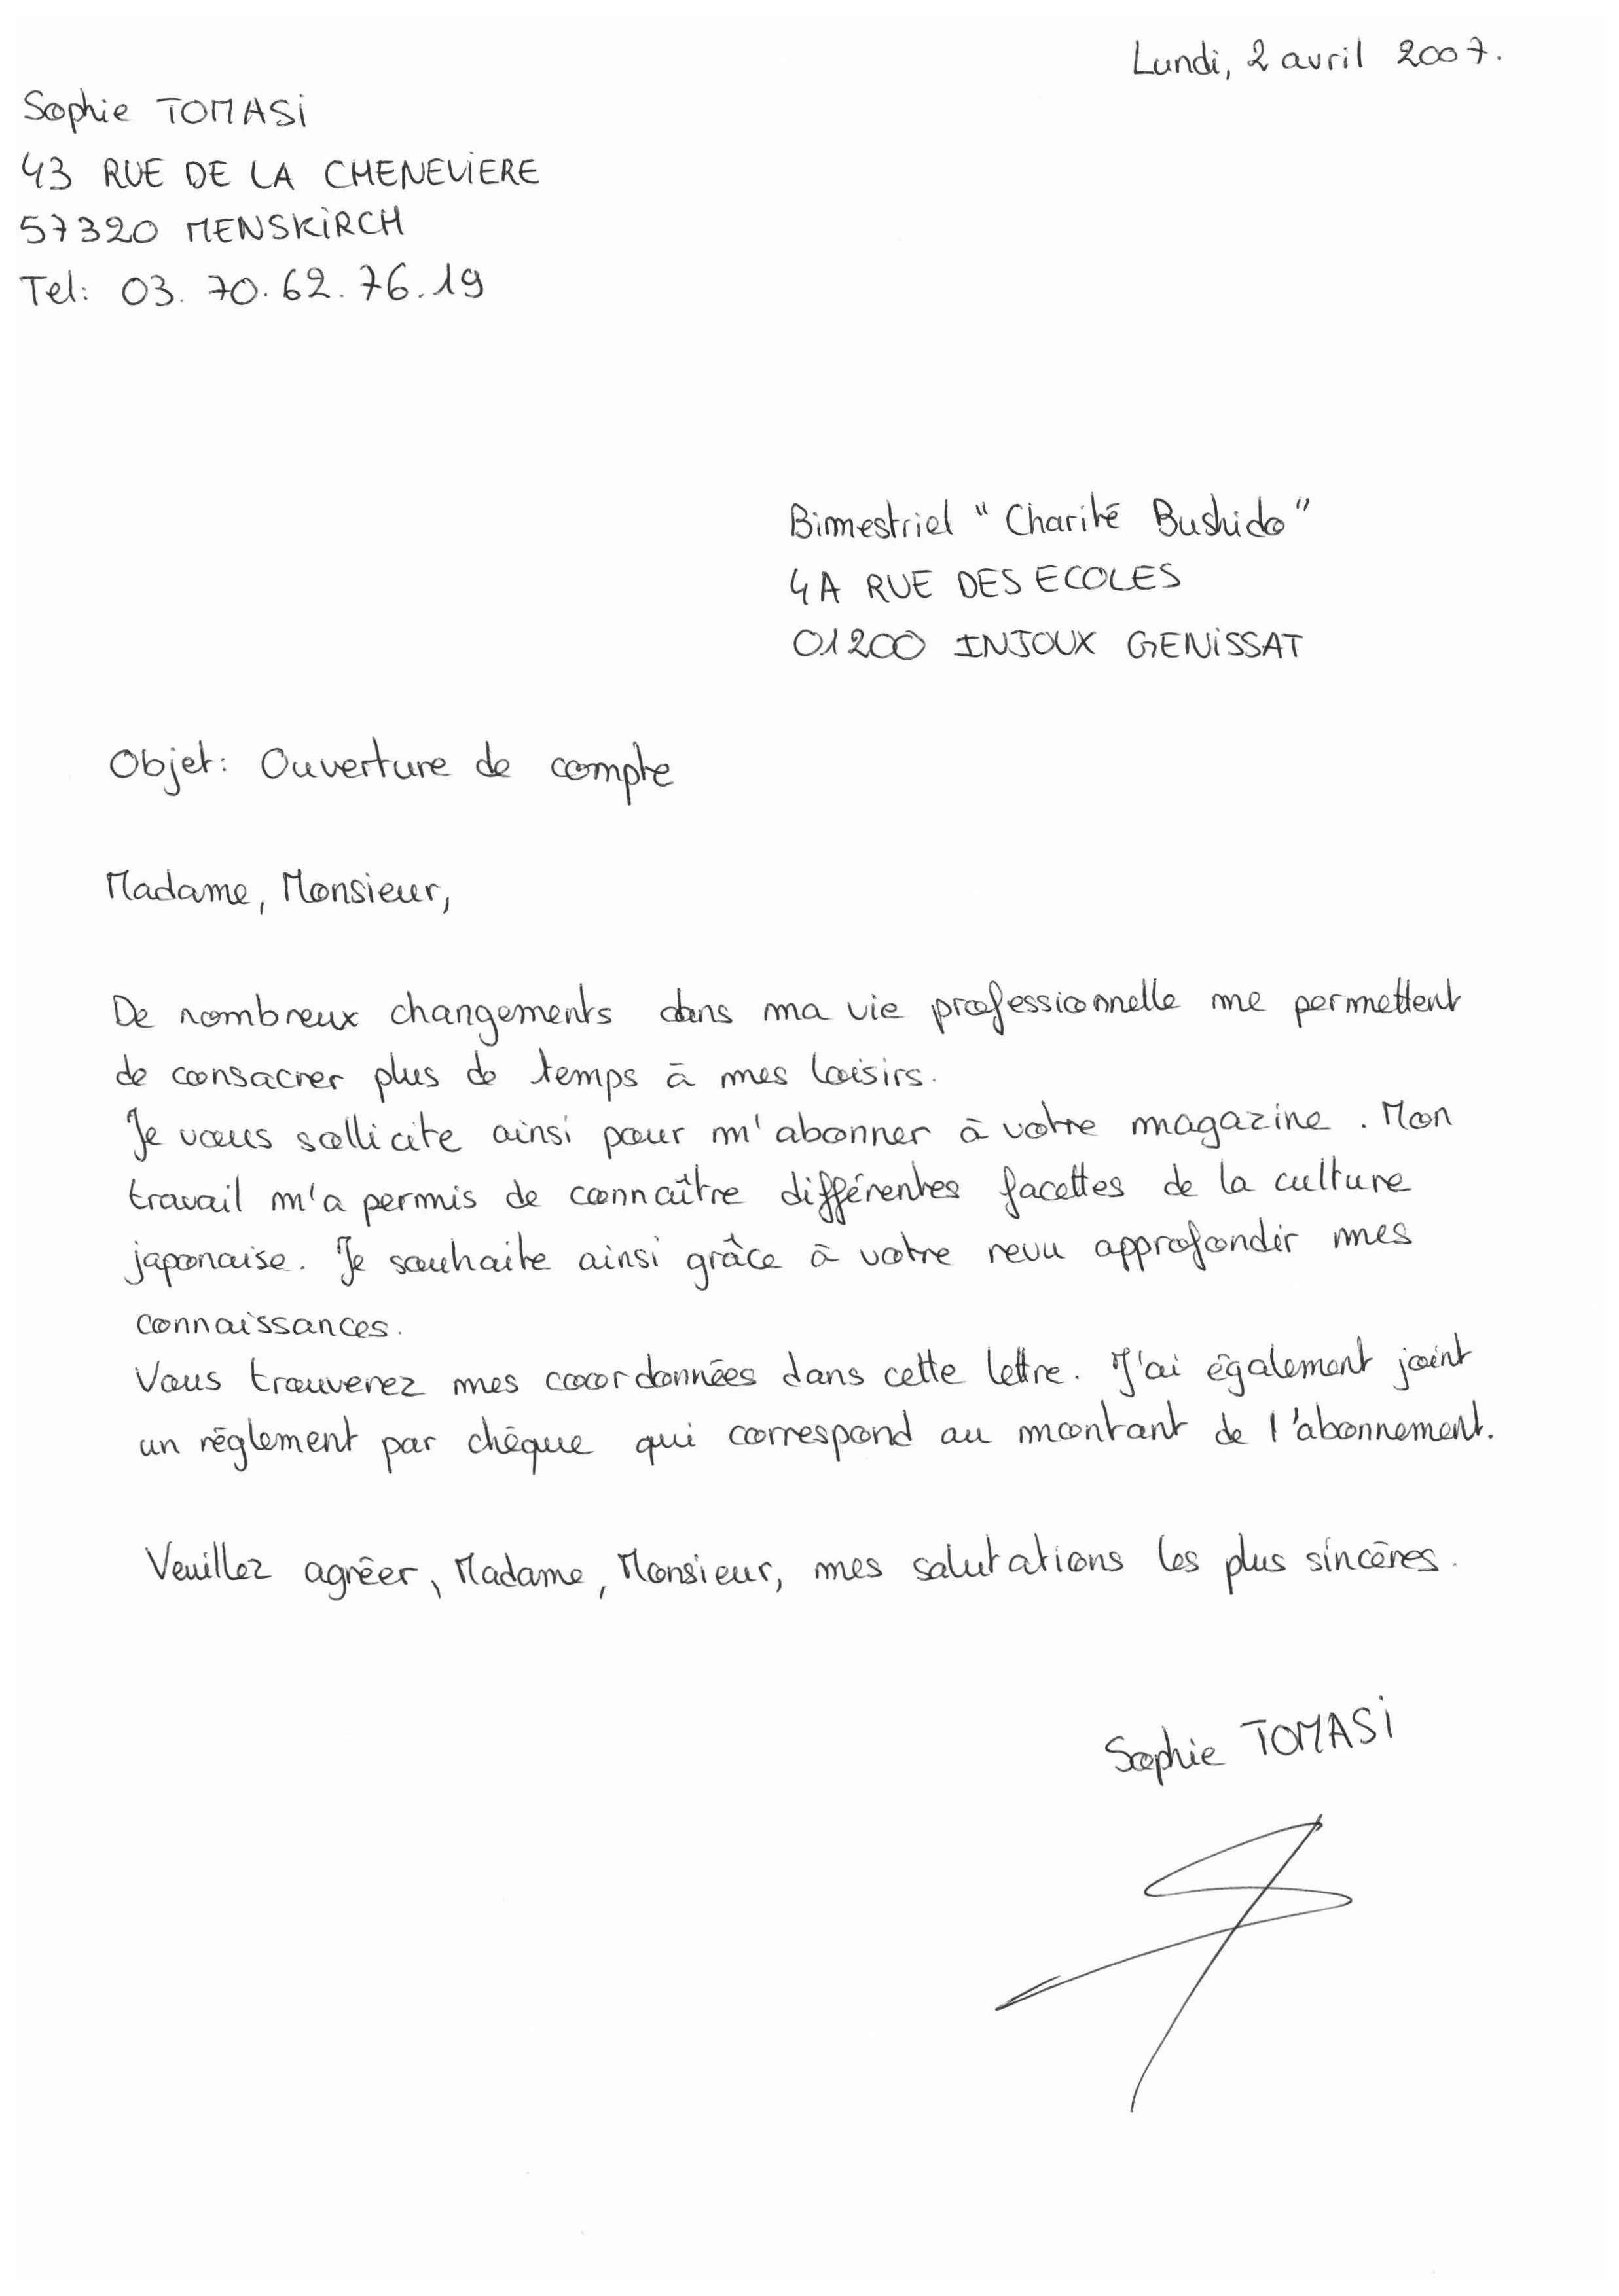 Lundi, 2 avril 2007.
Sophie TOMASI
43 RUE DE LA CHENEVIERE
57320 MENSKIRCH
Tel: 03. 70. 62. 76. 19
Bimestriel "Charité Bushido"
4A RUE DES ECOLES
01200 INJOUX GENISSAT
Objet: Ouverture de compte
Madame, Monsieur,
De nombreux changements dans ma vie professionnelle me permettent
de consacrer plus de temps à mes loisirs.
Je vous sollicite ainsi pour m'abonner à votre magazine. Mon
travail m'a permis de connaître différentes facettes de la culture
japonaise. Je souhaite ainsi grâce à votre revu approfondir mes
connaissances.
Vous trouverez mes coordonnées dans cette lettre. J'ai également joint
un réglement par chèque qui correspond au montant de l'abonnement.
Veuillez agréer, Madame, Monsieur, mes salutations les plus sincères.
Sophie TOMASI